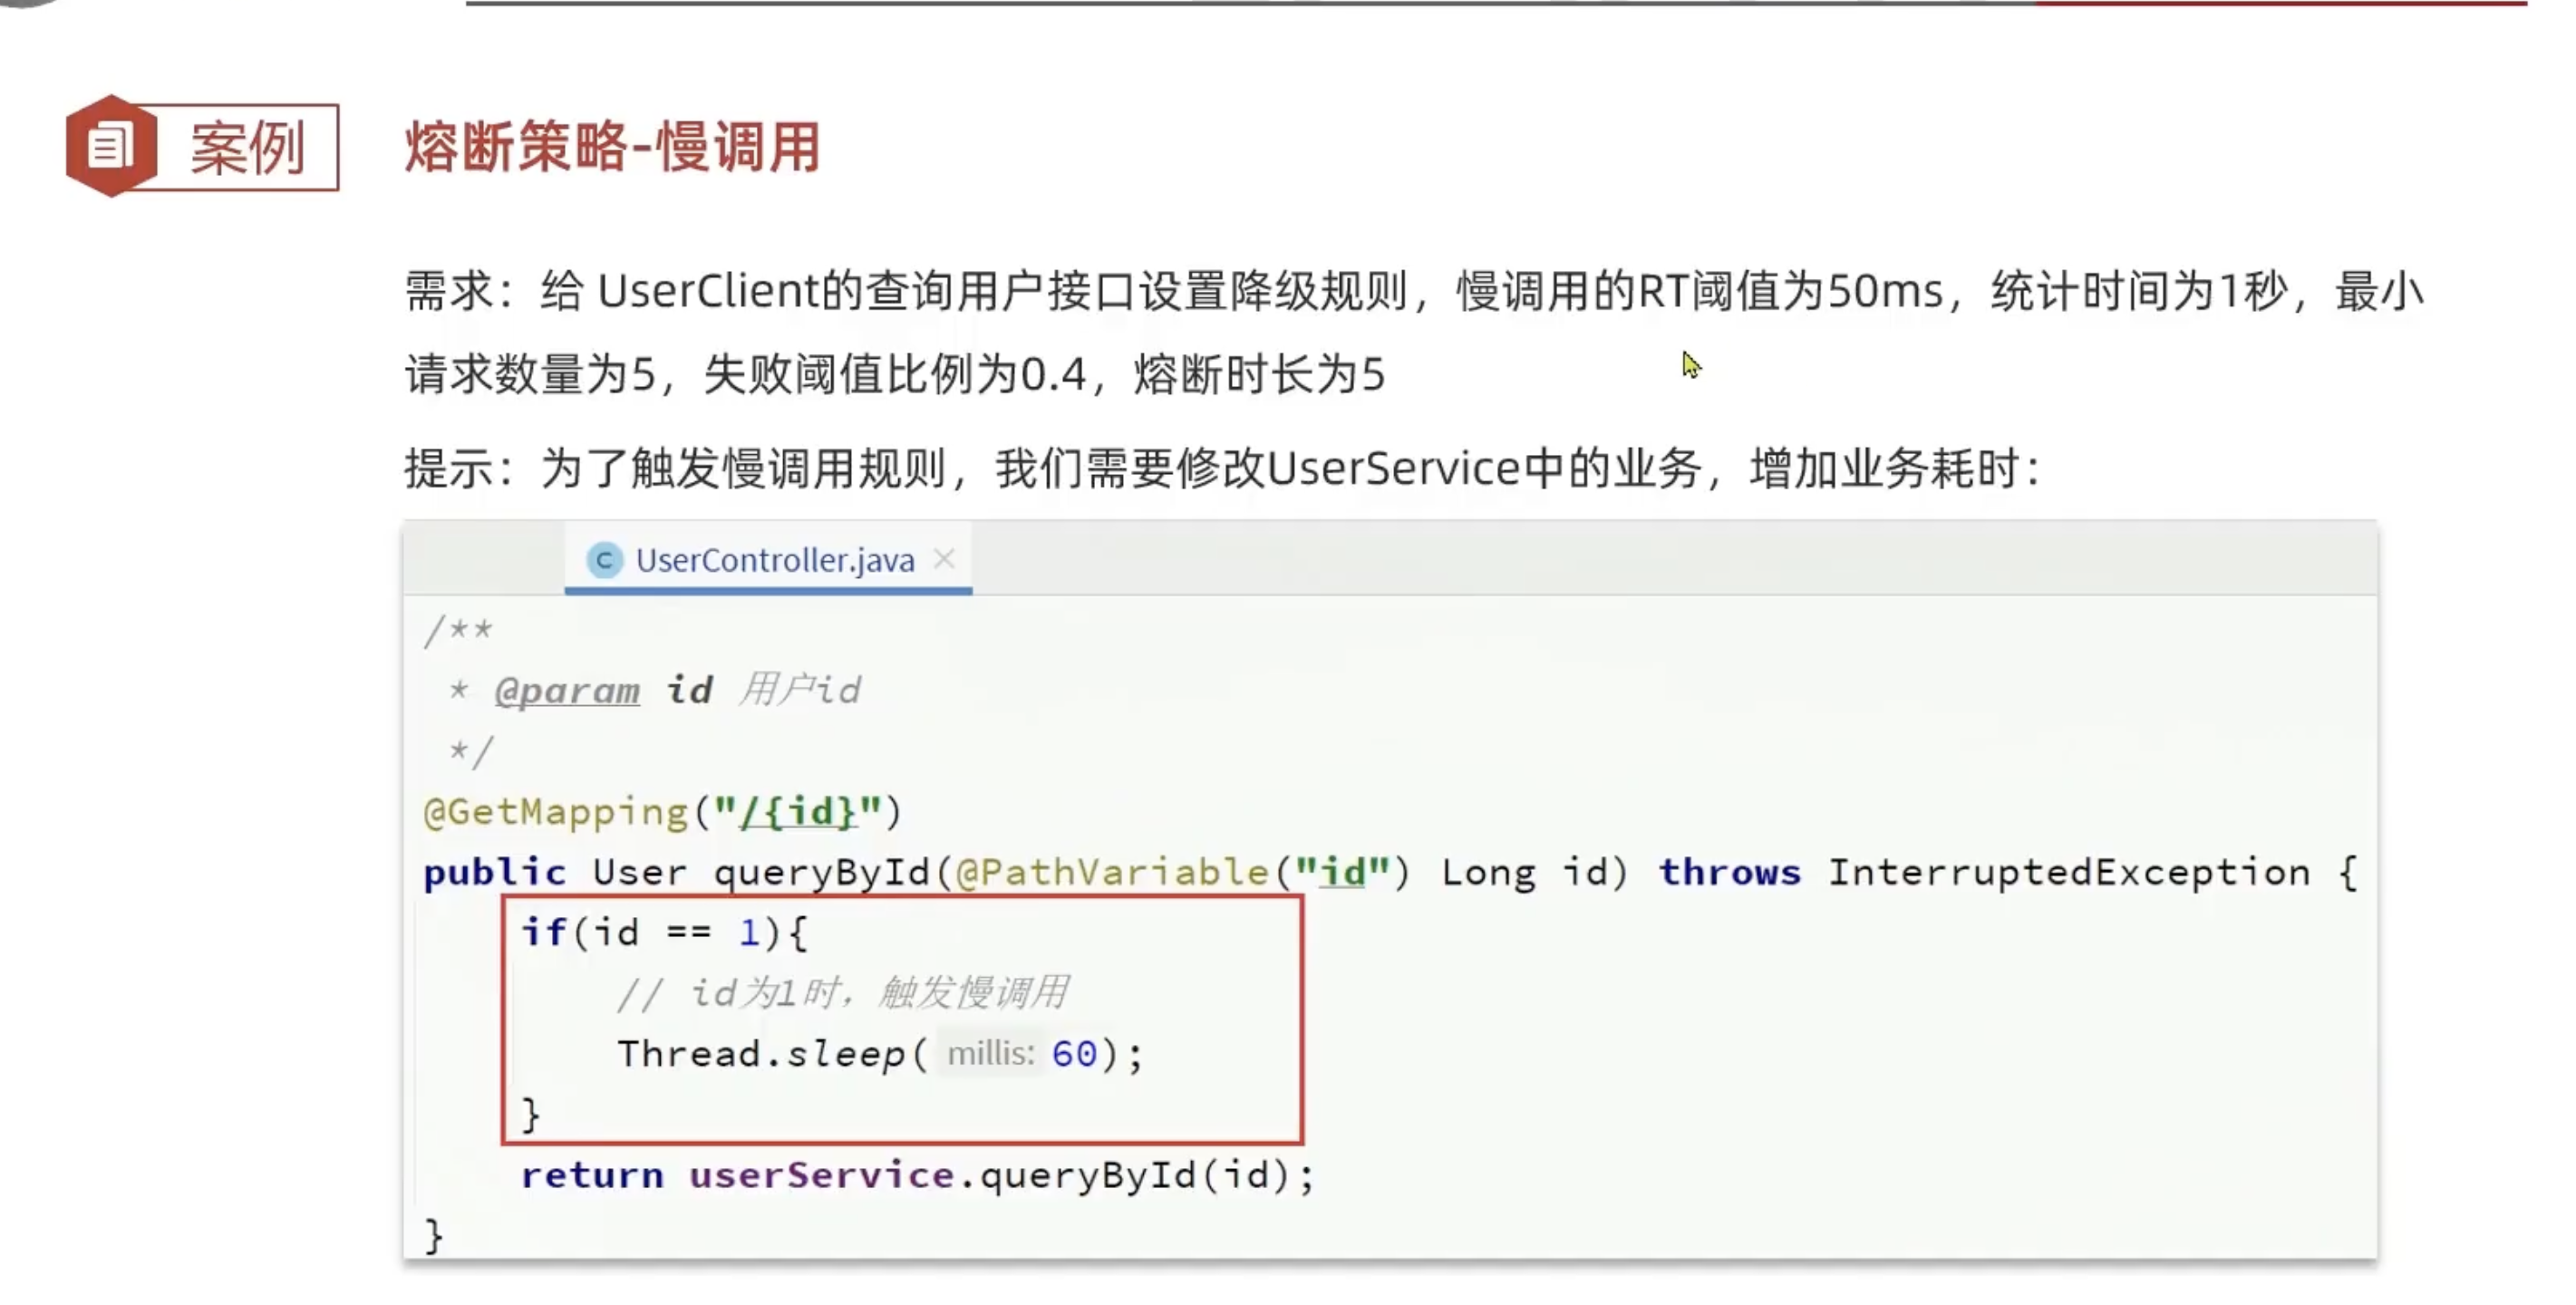 案例
熔断策略-慢调用
需求：给 UserClient的查询用户接口设置降级规则，慢调用的RT阈值为50ms，统计时间为1秒，最小
请求数量为5，失败阈值比例为0.4，熔断时长为5
提示：为了触发慢调用规则，我们需要修改UserService中的业务，增加业务耗时：
C UserController.java ×
/**
 * @param id 用户id
 */
@GetMapping("/{id}")
public User queryById(@PathVariable("id") Long id) throws InterruptedException {
    if(id == 1){
        // id为1时，触发慢调用
        Thread.sleep( millis: 60);
    }
    return userService.queryById(id);
}